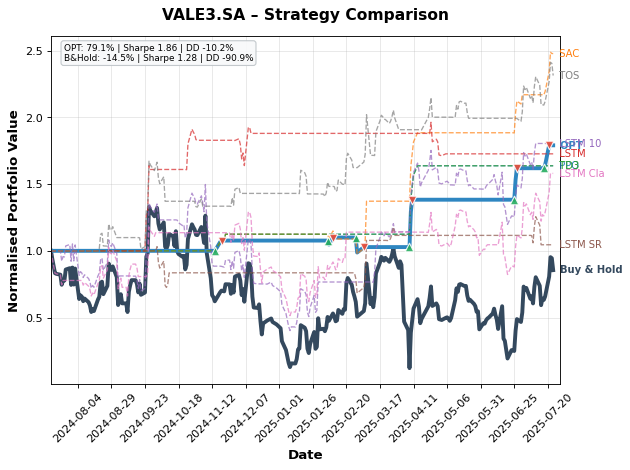 VALE3.SA – Strategy Comparison
OPT: 79.1% | Sharpe 1.86 | DD -10.2%
B&Hold: -14.5% | Sharpe 1.28 | DD -90.9%
2.5
2.0
1.5
1.0
0.5
Normalised Portfolio Value
SAC
TOS
LSTM 10
OPT
LSTM
PPO
LSTM Cla
LSTM SR
Buy & Hold
2024-08-04
2024-08-29
2024-09-23
2024-10-18
2024-11-12
2024-12-07
2025-01-01
2025-01-26
2025-02-20
2025-03-17
2025-04-11
2025-05-06
2025-05-31
2025-06-25
2025-07-20
Date